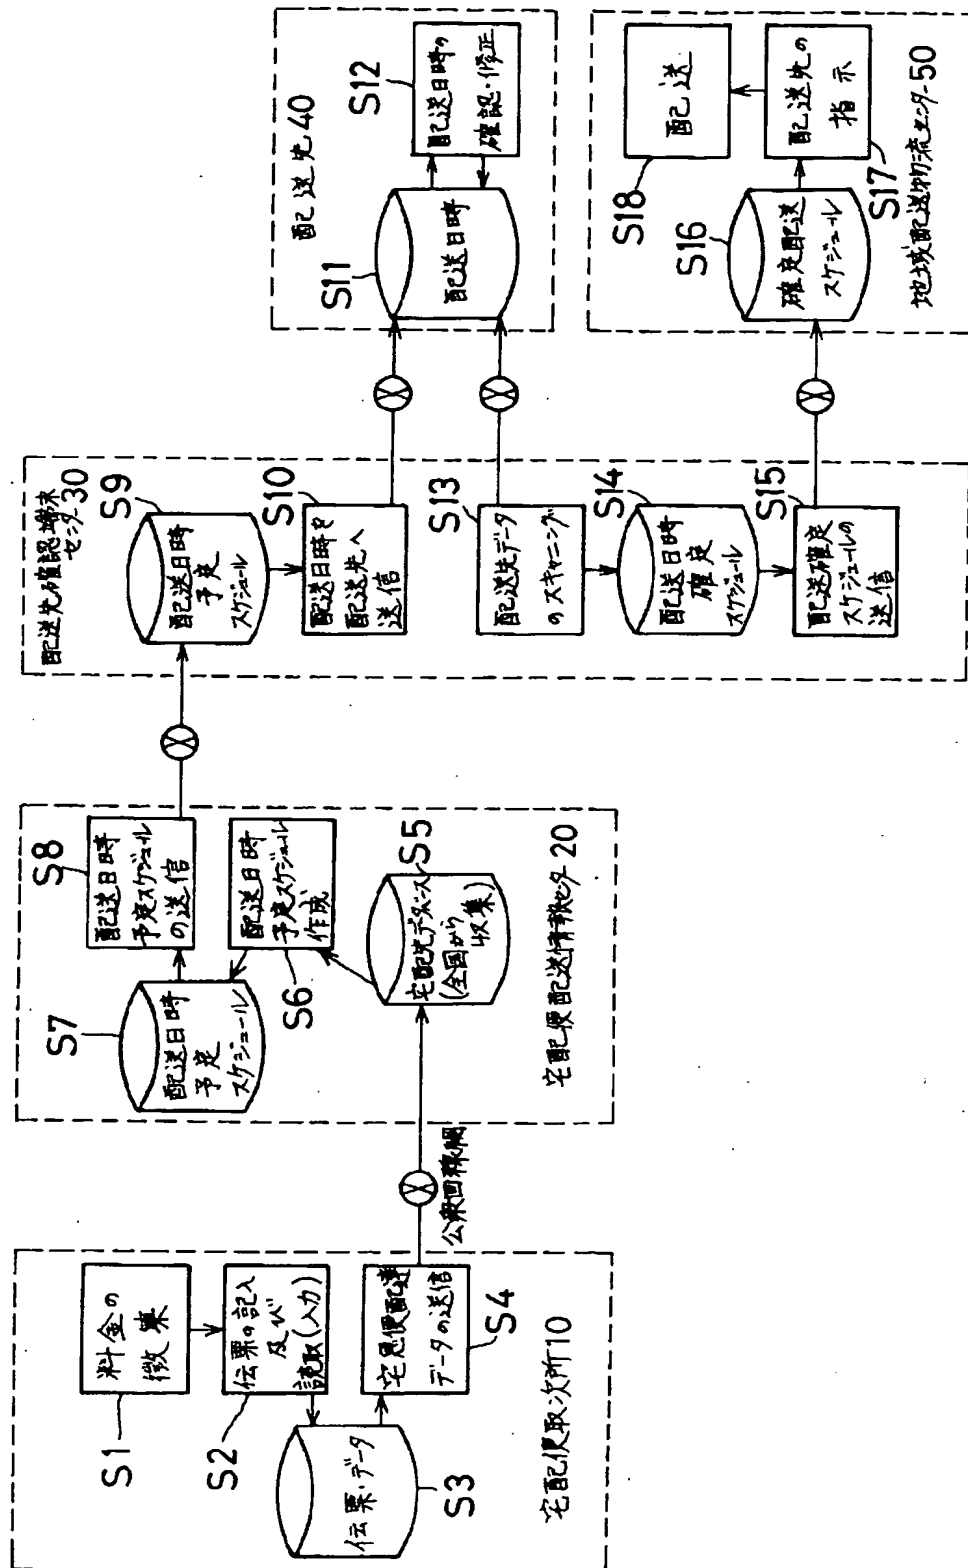 S1
料金の
徴集
S2
伝票の記入
及び
読取(入力)
S3
伝票・データ
S4
宅急便配達
データの送信
宅配便取次所10
公衆回線網
S5
宅配先データベース
(全国から
収集)
S6
配送日時
予定スケジュール
作成
S7
配送日時
予定
スケジュール
S8
配送日時
予定スケジュール
の送信
宅配便配送情報センター20
配送先確認端末
センター30
S9
配送日時
予定
スケジュール
S10
配送日時を
配送先へ
送信
S13
配送先データ
のスキャニング
S14
配送日時
確定
スケジュール
S15
配送確定
スケジュールの
送信
配送先40
S11
配送日時
S12
配送日時の
確認・修正
S16
確定配送
スケジュール
S17
配送先の
指示
S18
配送
地域配送物流センター50